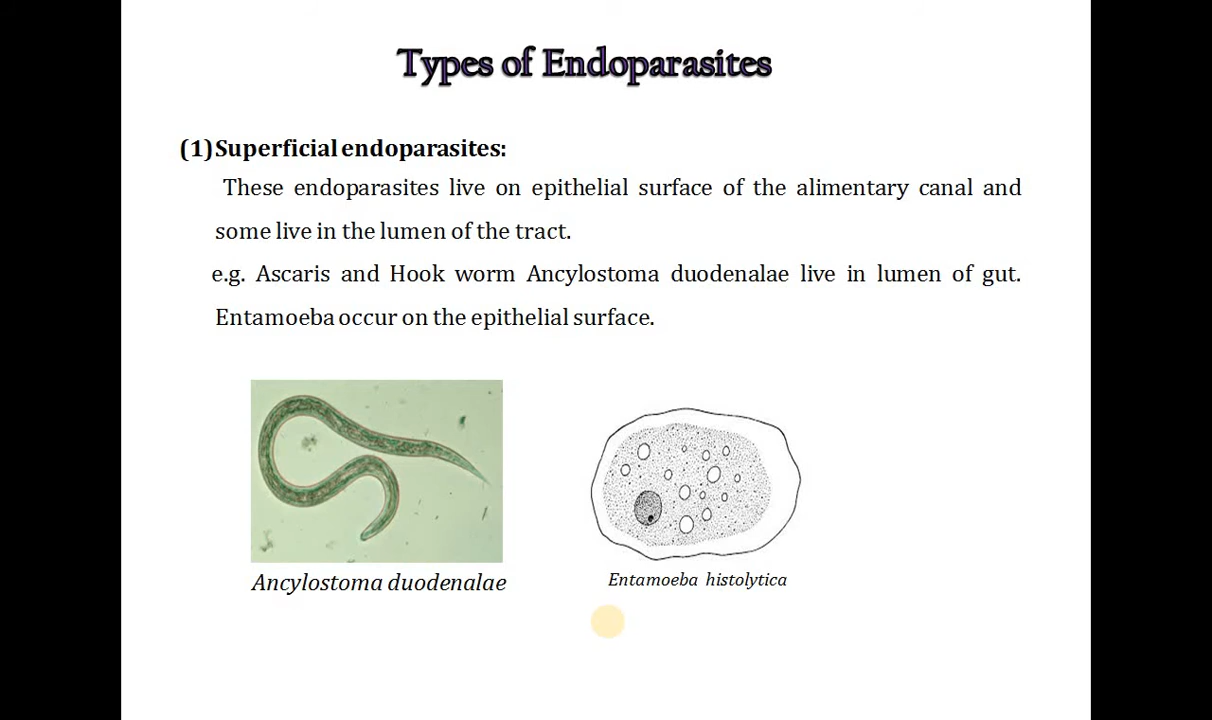 Types of Endoparasites
(1) Superficial endoparasites:
These endoparasites live on epithelial surface of the alimentary canal and
some live in the lumen of the tract.
e.g. Ascaris and Hook worm Ancylostoma duodenalae live in lumen of gut.
Entamoeba occur on the epithelial surface.
Ancylostoma duodenalae
Entamoeba histolytica